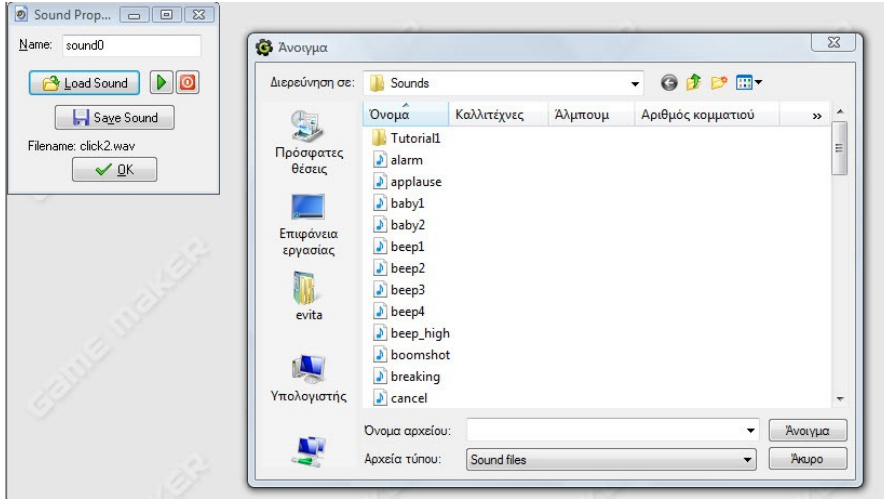 Sound Prop...
Name: sound0
Load Sound
Save Sound
Filename: click2.wav
OK
Άνοιγμα
Διερεύνηση σε: Sounds
Όνομα Καλλιτέχνες Άλμπουμ Αριθμός κομματιού »
Πρόσφατες
θέσεις
Επιφάνεια
εργασίας
evita
Υπολογιστής
Tutorial1
alarm
applause
baby1
baby2
beep1
beep2
beep3
beep4
beep_high
boomshot
breaking
cancel
Όνομα αρχείου: Άνοιγμα
Αρχεία τύπου: Sound files Άκυρο
GAME MAKER